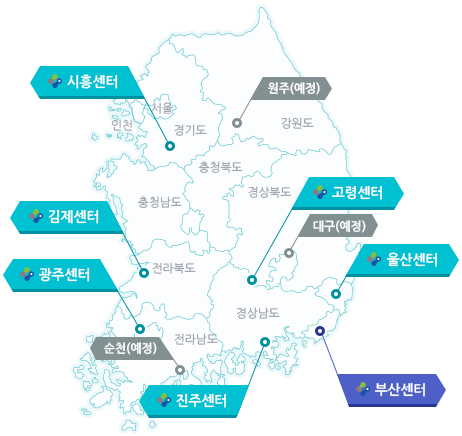 시흥센터
원주(예정)
서울
인천
경기도
강원도
충청북도
충청남도
경상북도
고령센터
김제센터
대구(예정)
울산센터
전라북도
광주센터
경상남도
전라남도
순천(예정)
진주센터
부산센터